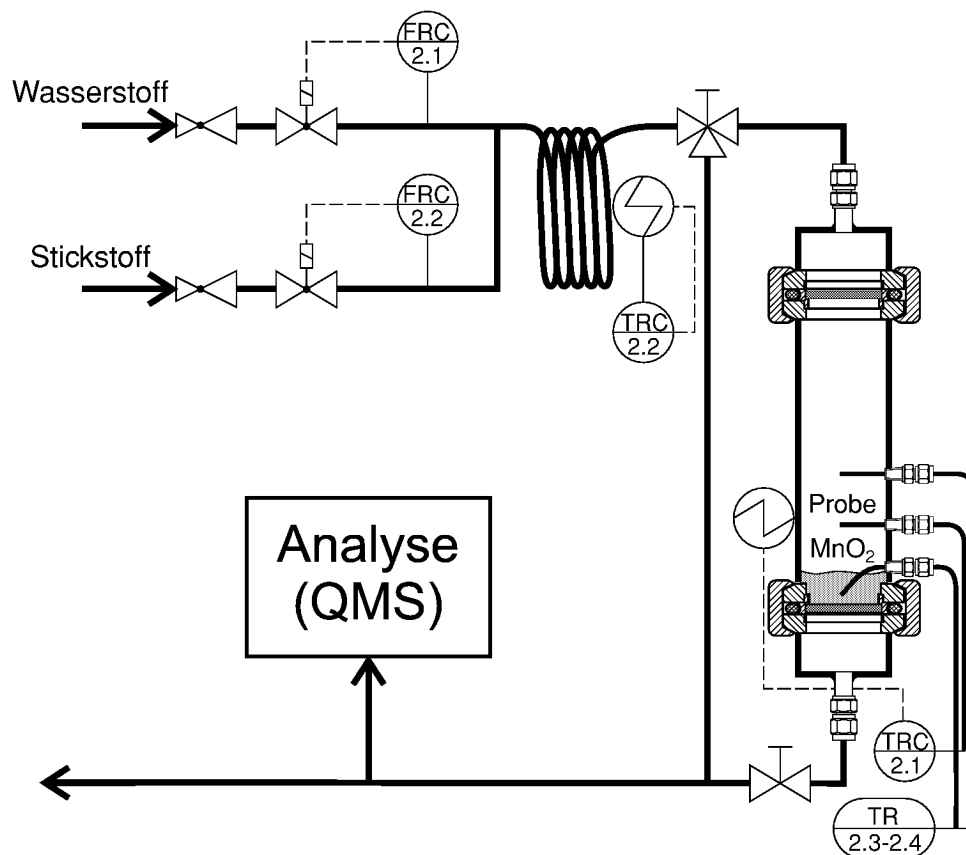 FRC
2.1
Wasserstoff
FRC
2.2
Stickstoff
TRC
2.2
Probe
MnO₂
Analyse
(QMS)
TRC
2.1
TR
2.3-2.4